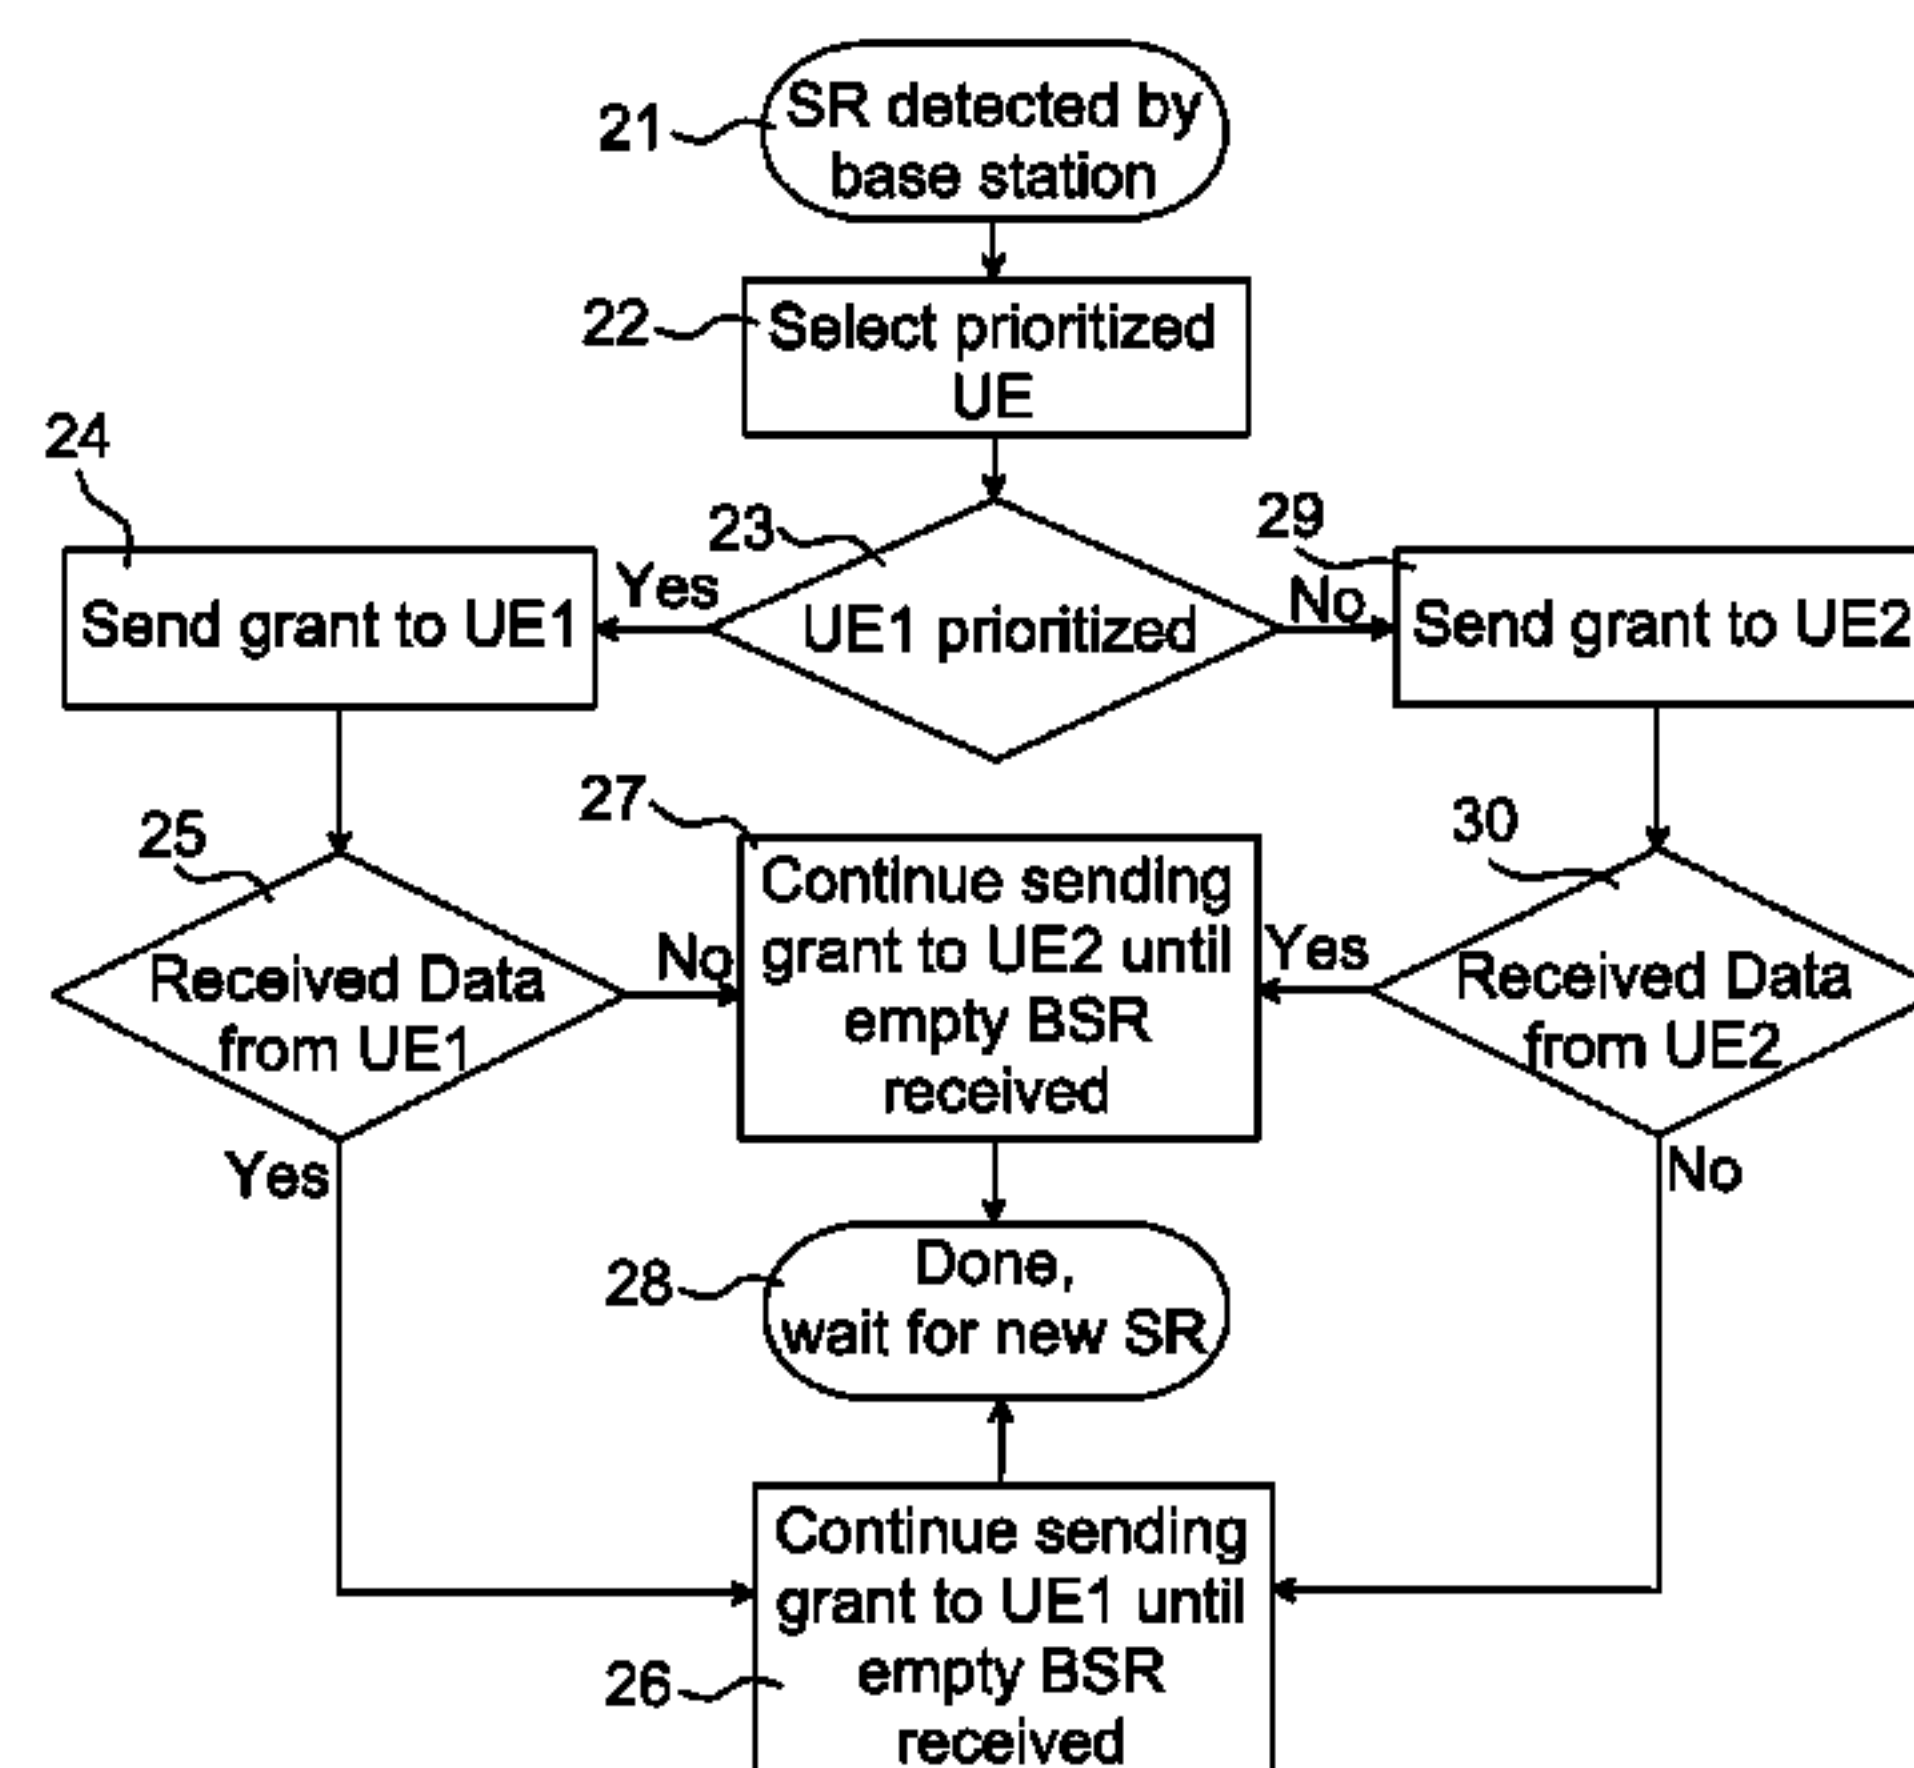 21
SR detected by
base station
22
Select prioritized
UE
24
23
29
Yes
No
Send grant to UE1
UE1 prioritized
Send grant to UE2
27
25
30
Continue sending
grant to UE2 until
empty BSR
received
No
Yes
Received Data
from UE1
Received Data
from UE2
Yes
No
28
Done,
wait for new SR
Continue sending
grant to UE1 until
empty BSR
received
26